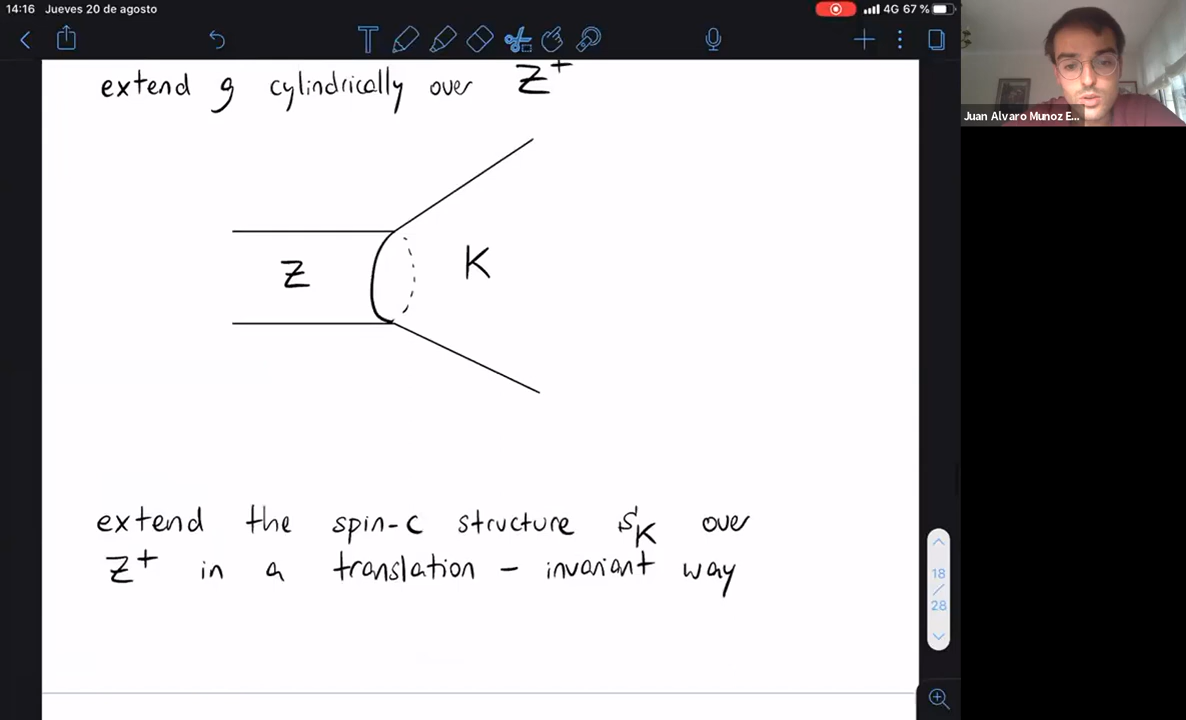 14:16 Jueves 20 de agosto
4G 67 %
extend g cylindrically over Z⁺
Juan Alvaro Munoz E...
Z
K
extend the spin-c structure S_K over
Z⁺ in a translation - invariant way
18
/
28